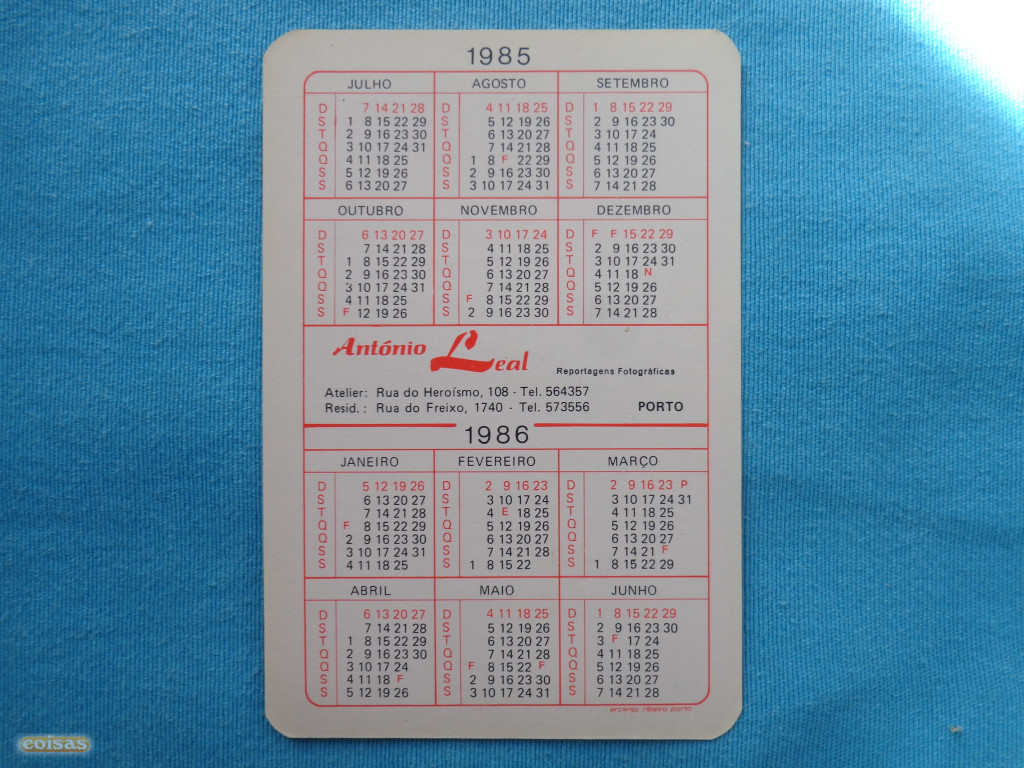 1985
JULHO AGOSTO SETEMBRO
D 7 14 21 28 D 4 11 18 25 D 1 8 15 22 29
S 1 8 15 22 29 S 5 12 19 26 S 2 9 16 23 30
T 2 9 16 23 30 T 6 13 20 27 T 3 10 17 24
Q 3 10 17 24 31 Q 7 14 21 28 Q 4 11 18 25
Q 4 11 18 25 Q 1 8 F 22 29 Q 5 12 19 26
S 5 12 19 26 S 2 9 16 23 30 S 6 13 20 27
S 6 13 20 27 S 3 10 17 24 31 S 7 14 21 28
OUTUBRO NOVEMBRO DEZEMBRO
D 6 13 20 27 D 3 10 17 24 D F F 15 22 29
S 7 14 21 28 S 4 11 18 25 S 2 9 16 23 30
T 1 8 15 22 29 T 5 12 19 26 T 3 10 17 24 31
Q 2 9 16 23 30 Q 6 13 20 27 Q 4 11 18 N
Q 3 10 17 24 31 Q 7 14 21 28 Q 5 12 19 26
S 4 11 18 25 S F 8 15 22 29 S 6 13 20 27
S F 12 19 26 S 2 9 16 23 30 S 7 14 21 28
António Leal
Reportagens Fotográficas
Atelier: Rua do Heroísmo, 108 - Tel. 564357
Resid. : Rua do Freixo, 1740 - Tel. 573556 PORTO
1986
JANEIRO FEVEREIRO MARÇO
D 5 12 19 26 D 2 9 16 23 D 2 9 16 23 P
S 6 13 20 27 S 3 10 17 24 S 3 10 17 24 31
T 7 14 21 28 T 4 E 18 25 T 4 11 18 25
Q F 8 15 22 29 Q 5 12 19 26 Q 5 12 19 26
Q 2 9 16 23 30 Q 6 13 20 27 Q 6 13 20 27
S 3 10 17 24 31 S 7 14 21 28 S 7 14 21 F
S 4 11 18 25 S 1 8 15 22 S 1 8 15 22 29
ABRIL MAIO JUNHO
D 6 13 20 27 D 4 11 18 25 D 1 8 15 22 29
S 7 14 21 28 S 5 12 19 26 S 2 9 16 23 30
T 1 8 15 22 29 T 6 13 20 27 T 3 F 17 24
Q 2 9 16 23 30 Q 7 14 21 28 Q 4 11 18 25
Q 3 10 17 24 Q F 8 15 22 F Q 5 12 19 26
S 4 11 18 F S 2 9 16 23 30 S 6 13 20 27
S 5 12 19 26 S 3 10 17 24 31 S 7 14 21 28
arcanjo ribeiro porto
coisas